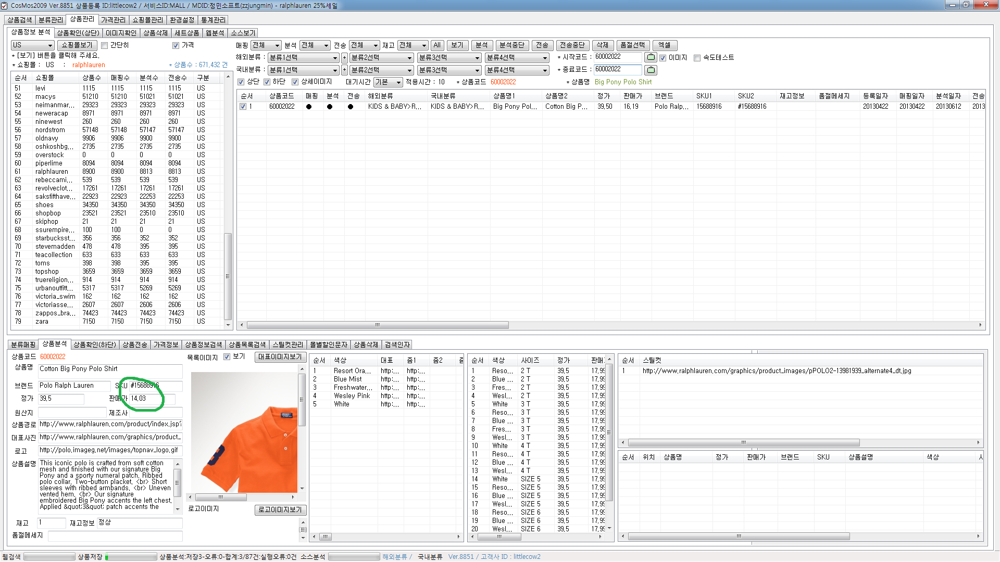 CosMos2009 Ver.8851 상품등록 ID:littlecow2 / 서비스ID:MALL / MDID:정민소프트(zzjungmin) - ralphlauren 25%세일
상품검색 분류관리 상품관리 가격관리 쇼핑몰관리 환경설정 통계관리
상품정보 분석 상품확인(상단) 이미지확인 상품삭제 세트상품 웹분석 소스보기
US 쇼핑몰보기 간단히 가격
* [보기] 버튼을 클릭해 주세요.
* 쇼핑몰 : US : ralphlauren * 상품수 : 671,432 건
순서 쇼핑몰 상품수 매핑수 분석수 전송수 구분
51 levi 1115 1115 1115 1115 US
52 macys 51210 51210 51021 51021 US
53 neimanmar... 29323 29323 29323 29323 US
54 neweracap 8971 8971 8971 8971 US
55 ninewest 260 260 260 260 US
56 nordstrom 57148 57148 57147 57147 US
57 oldnavy 9906 9906 9900 9900 US
58 oshkoshbg... 2735 2735 2735 2735 US
59 overstock 0 0 0 0 US
60 piperlime 8094 8094 8094 8094 US
61 ralphlauren 8900 8900 8813 8813 US
62 rebeccami... 539 539 539 539 US
63 revolveclot... 17261 17261 17261 17261 US
64 saksfifthave... 22923 22923 22253 22253 US
65 shoes 34350 34350 34350 34350 US
66 shopbop 23521 23521 23510 23510 US
67 skiphop 21 21 21 21 US
68 ssurempire... 100 100 0 0 US
69 starbucksst... 356 356 352 352 US
70 stevemadden 478 478 395 395 US
71 teacollection 633 633 633 633 US
72 toms 398 398 395 395 US
73 topshop 3659 3659 3659 3659 US
74 truereligion... 914 914 914 914 US
75 urbanoutfitt... 5317 5317 5269 5269 US
76 victoria_swim 162 162 162 162 US
77 victoriasse... 2607 2607 2606 2606 US
78 zappos_bra... 74423 74423 74423 74423 US
79 zara 7150 7150 7150 7150 US
매핑 전체 분석 전체 전송 전체 재고 전체 All 보기 분석 분석중단 전송 전송중단 삭제 품절선택 엑셀
해외분류 : 분류1선택 + 분류2선택 분류3선택 분류4선택 * 시작코드 : 60002022 이미지 속도테스트
국내분류 : 분류1선택 + 분류2선택 분류3선택 분류4선택 * 종료코드 : 60002022
상단 하단 상세이미지 대기시간 기본 적용시간 : 10 * 상품코드 60002022 * 상품명 Big Pony Polo Shirt
순서 상품코드 매핑 분석 전송 해외분류 국내분류 상품명1 상품명2 정가 판매가 브랜드 SKU1 SKU2 재고정보 품절메세지 등록일자 매핑일자 분석일자 전송
1 60002022 ● ● ● KIDS & BABY>R... KIDS & BABY>R... Big Pony Pol... Cotton Big P... 39.50 16.19 Polo Ralp... 15688916 #15688916 20130422 20130422 20130612 2013
분류매핑 상품분석 상품확인(하단) 상품전송 가격정보 상품정보검색 상품목록검색 스틸컷관리 몰별할인문자 상품삭제 검색인자
상품코드 60002022
상품명 Cotton Big Pony Polo Shirt
브랜드 Polo Ralph Lauren SKU #15688916
정가 39.5 판매가 14.03
원산지 제조사
상품경로 http://www.ralphlauren.com/product/index.jsp?
대표사진 http://www.ralphlauren.com/graphics/product_
로고 http://polo.imageg.net/images/topnav_logo.gif
상품설명 This iconic polo is crafted from soft cotton
mesh and finished with our signature Big
Pony and a sporty numeral patch. Ribbed
polo collar. Two-button placket. <br> Short
sleeves with ribbed armbands. <br> Uneven
vented hem. <br> Our signature
embroidered Big Pony accents the left chest.
Applied &quot;3&quot; patch accents the
재고 1 재고정보 정상
품절메세지
목록이미지 보기 대표이미지보기
로고이미지 로고이미지보기
순서 색상 대표 줌1 줌2 줌
1 Resort Ora... http:... http:...
2 Blue Mist http:... http:...
3 Freshwater... http:... http:...
4 Wesley Pink http:... http:...
5 White http:... http:...
순서 색상 사이즈 정가 판매
1 Reso... 2 T 39.5 17.99
2 Blue ... 2 T 39.5 17.99
3 Fres... 2 T 39.5 17.99
4 Wesl... 2 T 39.5 17.99
5 White 3 T 39.5 17.99
6 Reso... 3 T 39.5 17.99
7 Blue ... 3 T 39.5 17.99
8 Fres... 3 T 39.5 17.99
9 Wesl... 3 T 39.5 17.99
10 White 4 T 39.5 17.99
11 Reso... 4 T 39.5 17.99
12 Blue ... 4 T 39.5 17.99
13 Wesl... 4 T 39.5 17.99
14 White SIZE 5 39.5 17.99
15 Reso... SIZE 5 39.5 17.99
16 Blue ... SIZE 5 39.5 17.99
17 Wesl... SIZE 5 39.5 17.99
18 Reso... SIZE 6 39.5 17.99
19 Blue ... SIZE 6 39.5 17.99
20 Wesl... SIZE 6 39.5 17.99
순서 스틸컷
1 http://www.ralphlauren.com/graphics/product_images/pPOLO2-13981939_alternate4_dt.jpg
순서 위치 상품명 정가 판매가 브랜드 SKU 상품설명 색상 사
웹검색 상품저장 상품분석:저장3-오류:0-합계:3/87건:실행오류:0건 소스분석 해외분류 / 국내분류 Ver.8851 / 고객사 ID : littlecow2